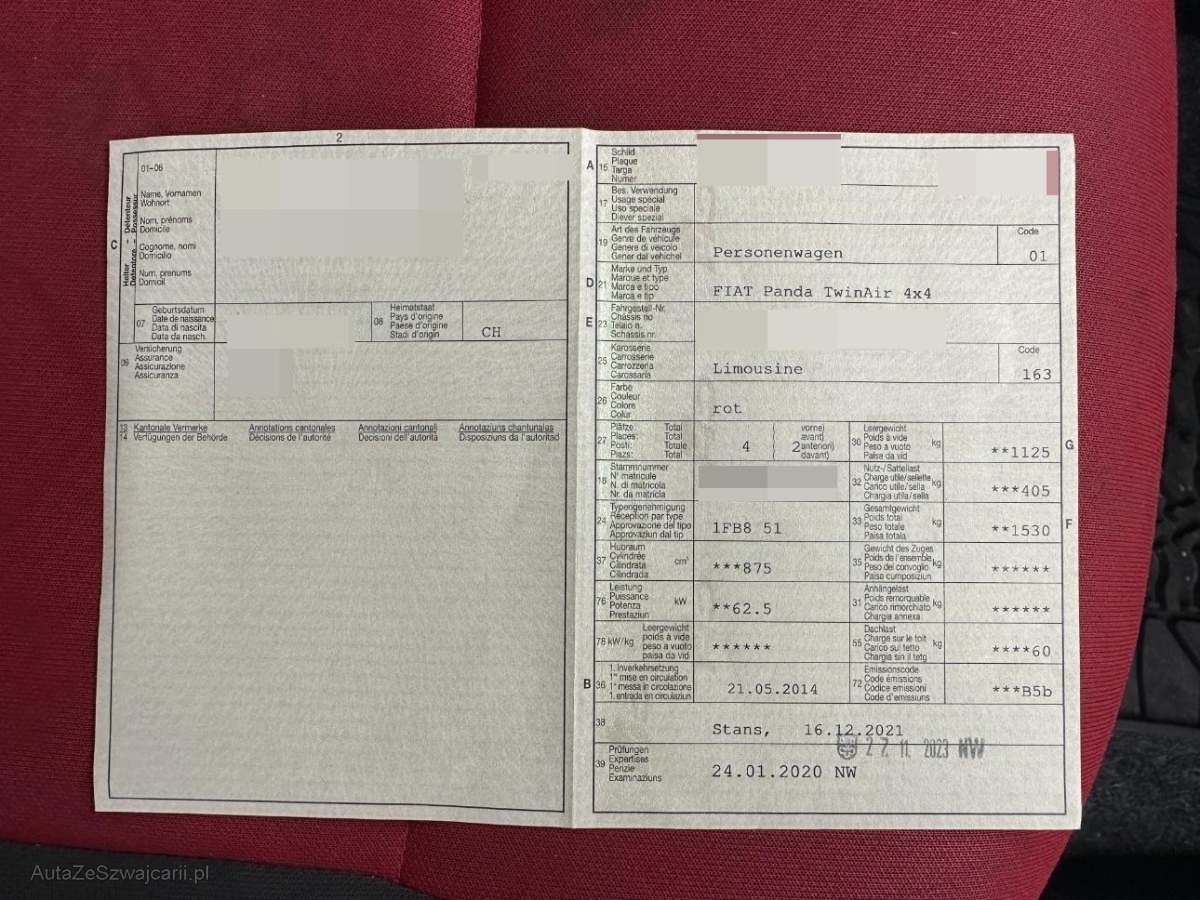 2
01-06
Halter - Détenteur
Detentore - Possessur
C
Name, Vornamen
Wohnort
Nom, prénoms
Domicile
Cognome, nomi
Domicilio
Num, prenums
Domicil
07
Geburtsdatum
Date de naissance
Data di nascita
Data da nasch.
08
Heimatstaat
Pays d'origine
Paese d'origine
Stadi d'origin
CH
09
Versicherung
Assurance
Assicurazione
Assicuranza
13 Kantonale Vermerke Annotations cantonales Annotazioni cantonali Annotaziuns chantunalas
14 Verfügungen der Behörde Décisions de l'autorité Decisioni dell'autorità Disposiziuns da l'autoritad
A 15
Schild
Plaque
Targa
Numer
17
Bes. Verwendung
Usage spécial
Uso speciale
Diever spezial
19
Art des Fahrzeugs
Genre de véhicule
Genere di veicolo
Gener dal vehichel
Personenwagen
Code
01
D 21
Marke und Typ
Marque et type
Marca e tipo
Marca e tip
FIAT Panda TwinAir 4x4
E 23
Fahrgestell-Nr.
Châssis no
Telaio n.
Schassis nr.
25
Karosserie
Carrosserie
Carrozzeria
Carossaria
Limousine
Code
163
26
Farbe
Couleur
Colore
Colur
rot
27
Plätze: Total
Places: Total
Posti: Totale
Plazs: Total
4
vorne)
avant)
2 anteriori)
davant)
30
Leergewicht
Poids à vide
Peso a vuoto
Paisa da vid
kg
**1125
G
18
Stammnummer
N° matricule
N. di matricola
Nr. da matricla
32
Nutz-/Sattellast
Charge utile/sellette
Carico utile/sella
Chargia utila/sella
kg
***405
24
Typengenehmigung
Réception par type
Approvazione del tipo
Approvaziun dal tip
1FB8 51
33
Gesamtgewicht
Poids total
Peso totale
Paisa totala
kg
**1530
F
37
Hubraum
Cylindrée
Cilindrata
Cilindrada
cm³
***875
35
Gewicht des Zuges
Poids de l'ensemble
Peso del convoglio
Paisa cumposiziun
kg
******
76
Leistung
Puissance
Potenza
Prestaziun
kW
**62.5
31
Anhängelast
Poids remorquable
Carico rimorchiato
Chargia annexa
kg
******
78 kW/kg
Leergewicht
poids à vide
peso a vuoto
paisa da vid
******
55
Dachlast
Charge sur le toit
Carico sul tetto
Chargia sin il tetg
kg
****60
B 36
1. Inverkehrsetzung
1re mise en circulation
1a messa in circolazione
1. entrada en circulaziun
21.05.2014
72
Emissionscode
Code émissions
Codice emissioni
Code d'emissiuns
***B5b
38
Stans, 16.12.2021
27. 11. 2023 NW
39
Prüfungen
Expertises
Perizie
Examinaziuns
24.01.2020 NW
AutaZeSzwajcarii.pl